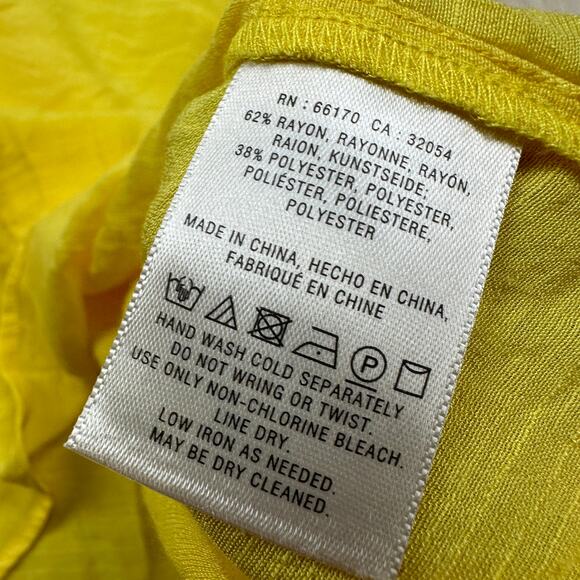 RN : 66170 CA : 32054
62% RAYON, RAYONNE, RAYÓN,
RAION, KUNSTSEIDE,
38% POLYESTER, POLYESTER,
POLIÉSTER, POLIESTERE,
POLYESTER
MADE IN CHINA, HECHO EN CHINA,
FABRIQUÉ EN CHINE
P
HAND WASH COLD SEPARATELY
DO NOT WRING OR TWIST.
USE ONLY NON-CHLORINE BLEACH.
LINE DRY.
LOW IRON AS NEEDED.
MAY BE DRY CLEANED.